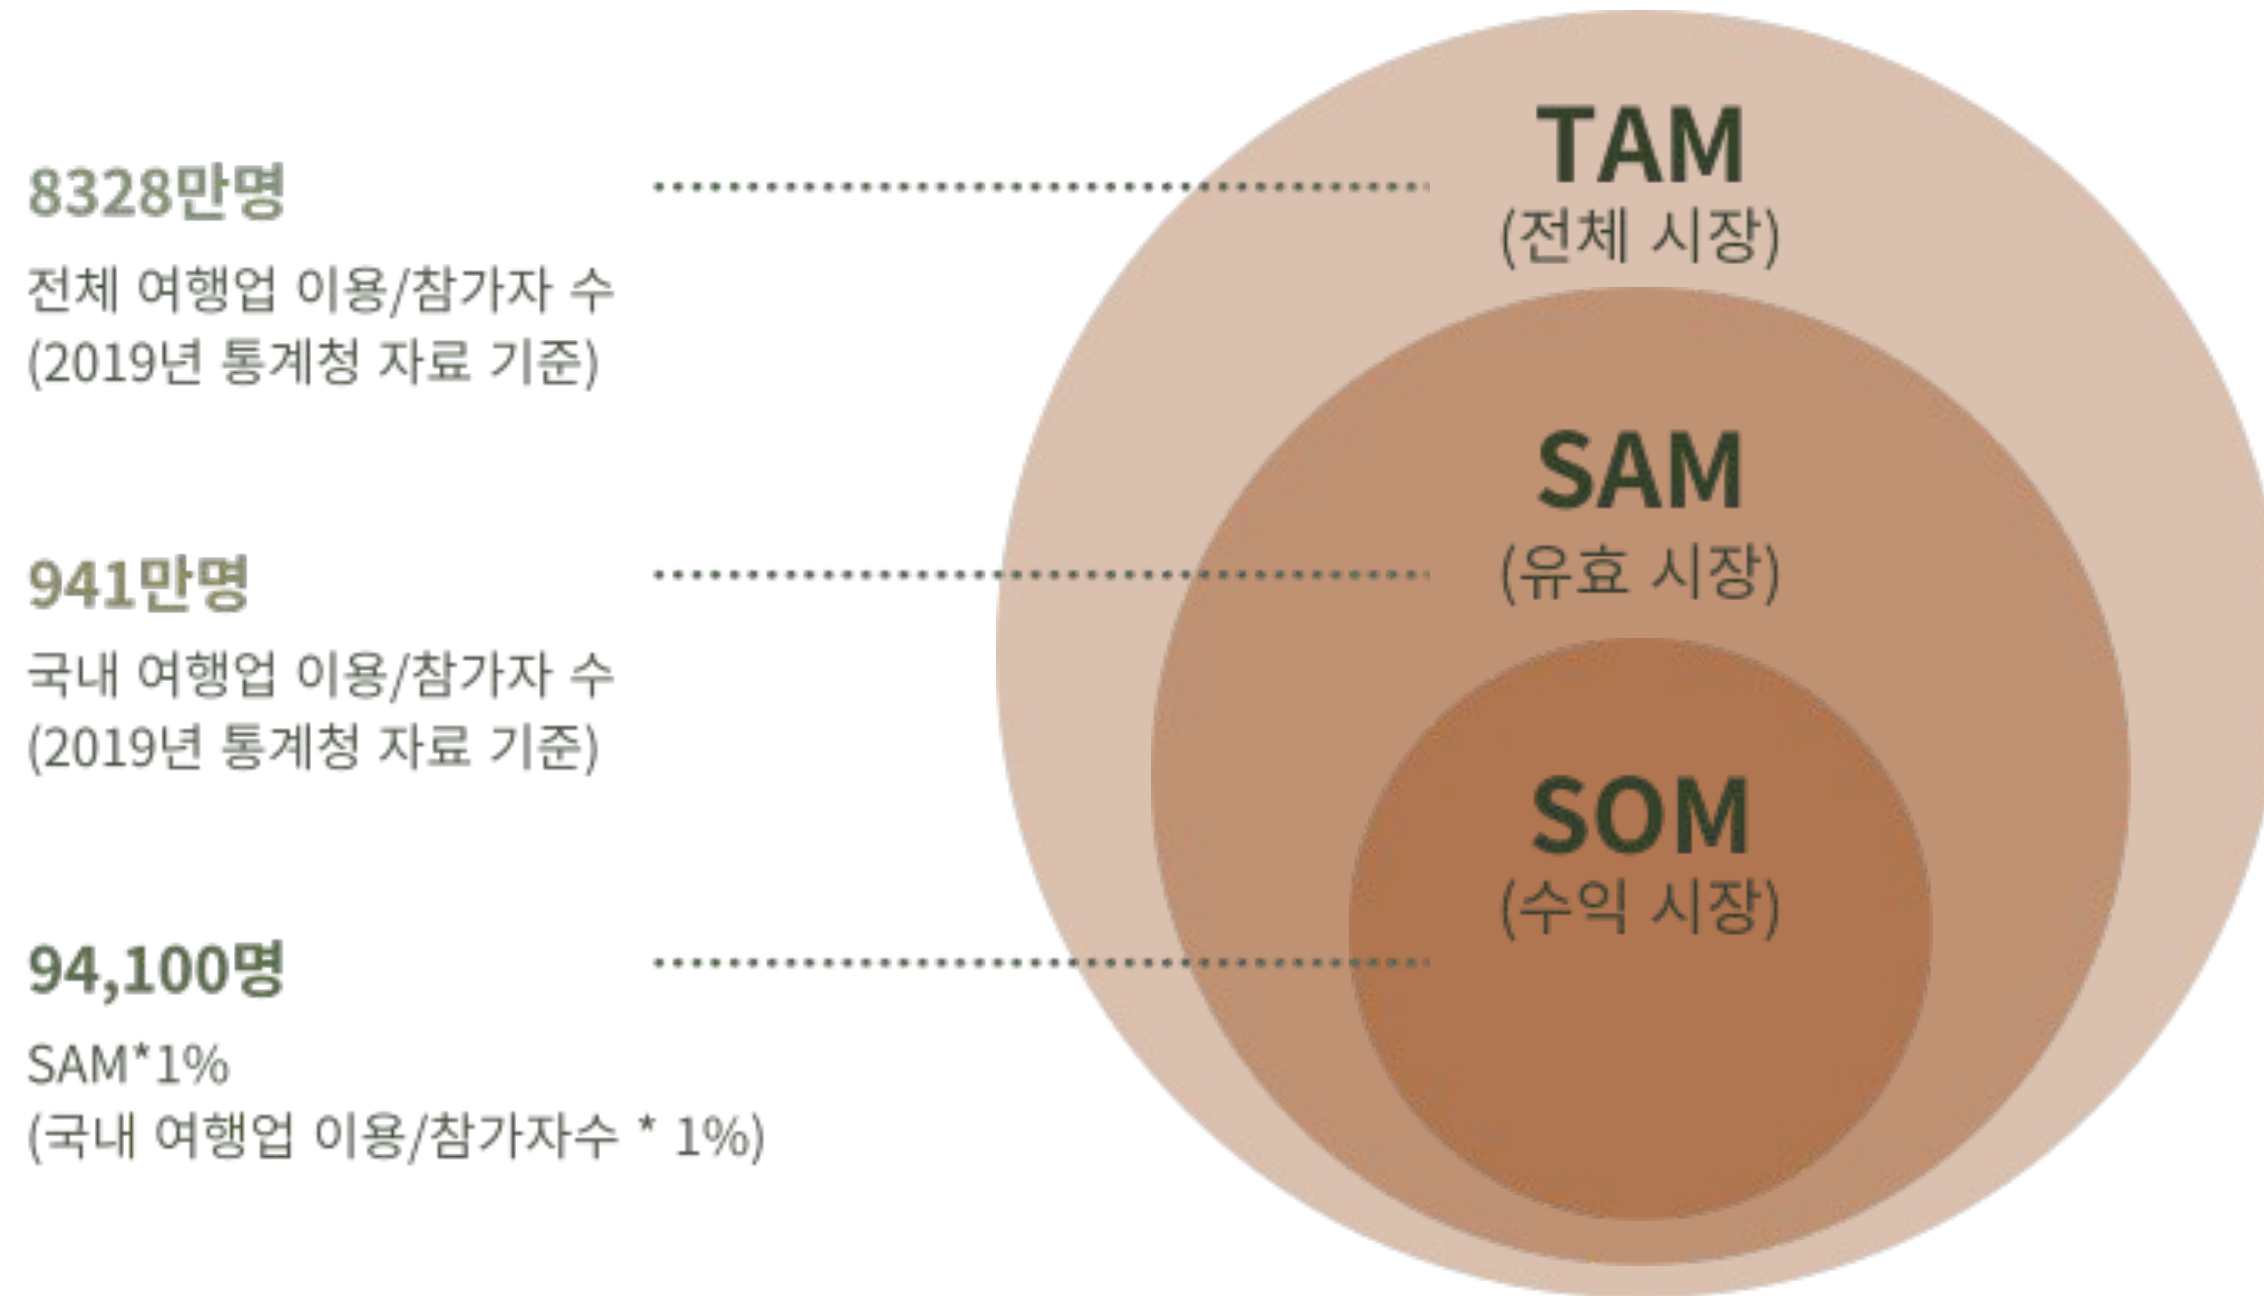 8328만명
전체 여행업 이용/참가자 수
(2019년 통계청 자료 기준)
941만명
국내 여행업 이용/참가자 수
(2019년 통계청 자료 기준)
94,100명
SAM*1%
(국내 여행업 이용/참가자수 * 1%)
TAM
(전체 시장)
SAM
(유효 시장)
SOM
(수익 시장)